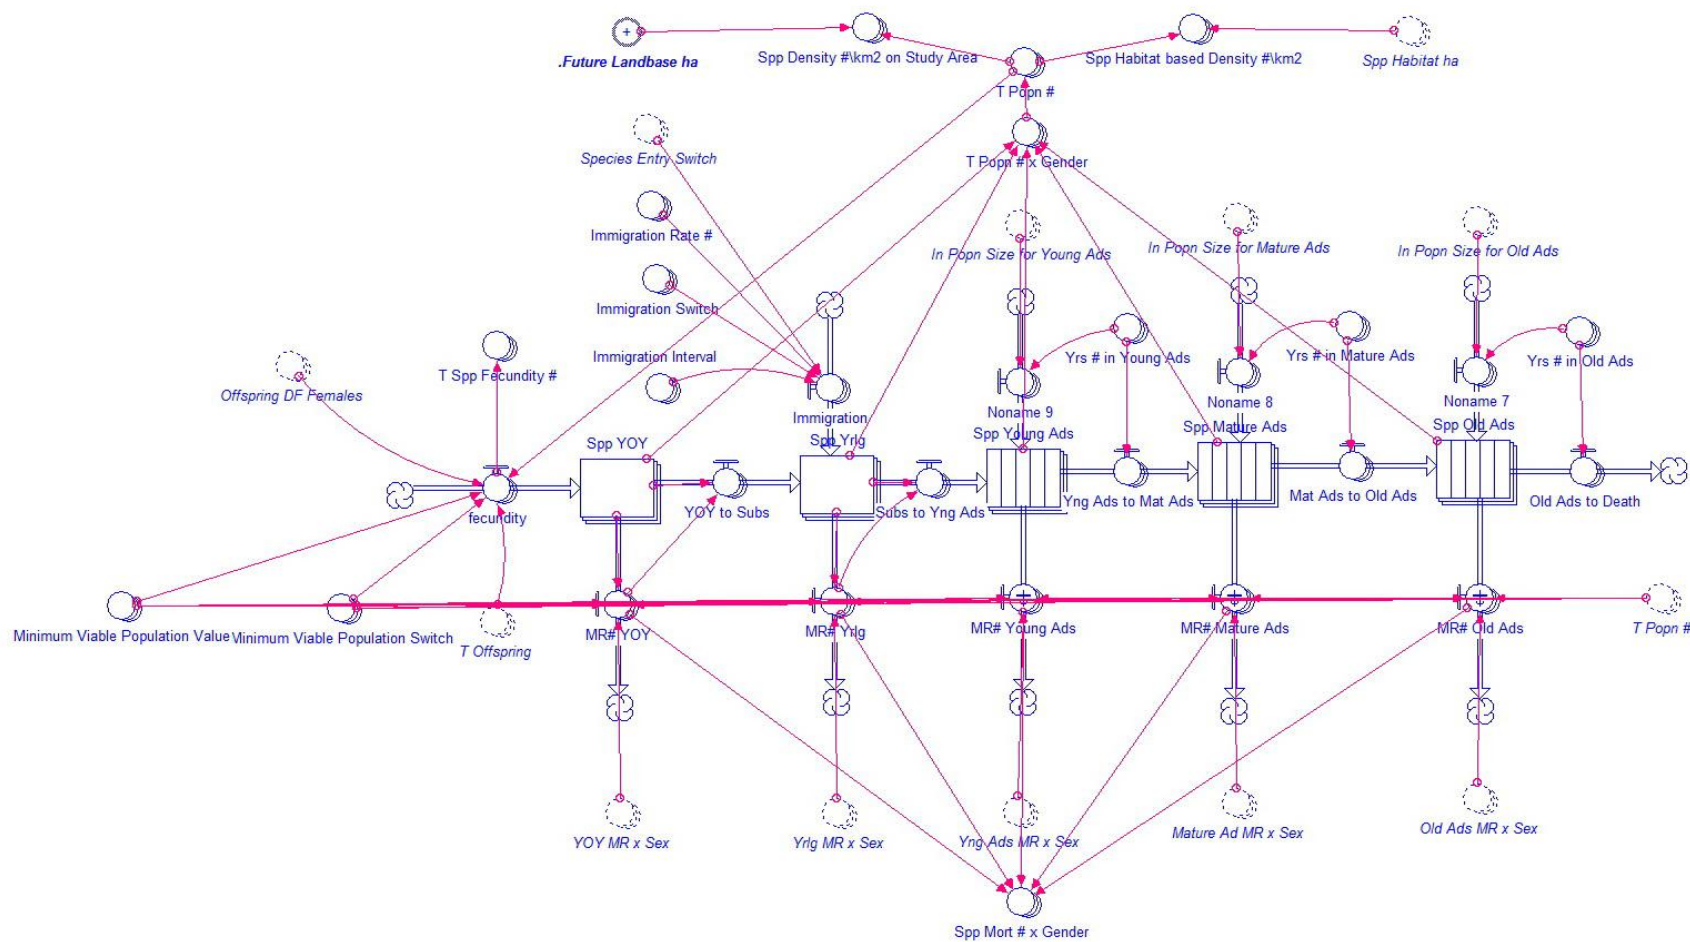 .Future Landbase ha
Spp Density #\km2 on Study Area
Spp Habitat based Density #\km2
Spp Habitat ha
T Popn #
Species Entry Switch
T Popn # x Gender
Immigration Rate #
In Popn Size for Young Ads
In Popn Size for Mature Ads
In Popn Size for Old Ads
Immigration Switch
Immigration Interval
T Spp Fecundity #
Offspring DF Females
Yrs # in Young Ads
Yrs # in Mature Ads
Yrs # in Old Ads
Immigration
Noname 9
Noname 8
Noname 7
Spp YOY
Spp Yrlg
Spp Young Ads
Spp Mature Ads
Spp Old Ads
fecundity
YOY to Subs
Subs to Yng Ads
Yng Ads to Mat Ads
Mat Ads to Old Ads
Old Ads to Death
Minimum Viable Population Value
Minimum Viable Population Switch
T Offspring
MR# YOY
MR# Yrlg
MR# Young Ads
MR# Mature Ads
MR# Old Ads
T Popn #
YOY MR x Sex
Yrlg MR x Sex
Yng Ads MR x Sex
Mature Ad MR x Sex
Old Ads MR x Sex
Spp Mort # x Gender